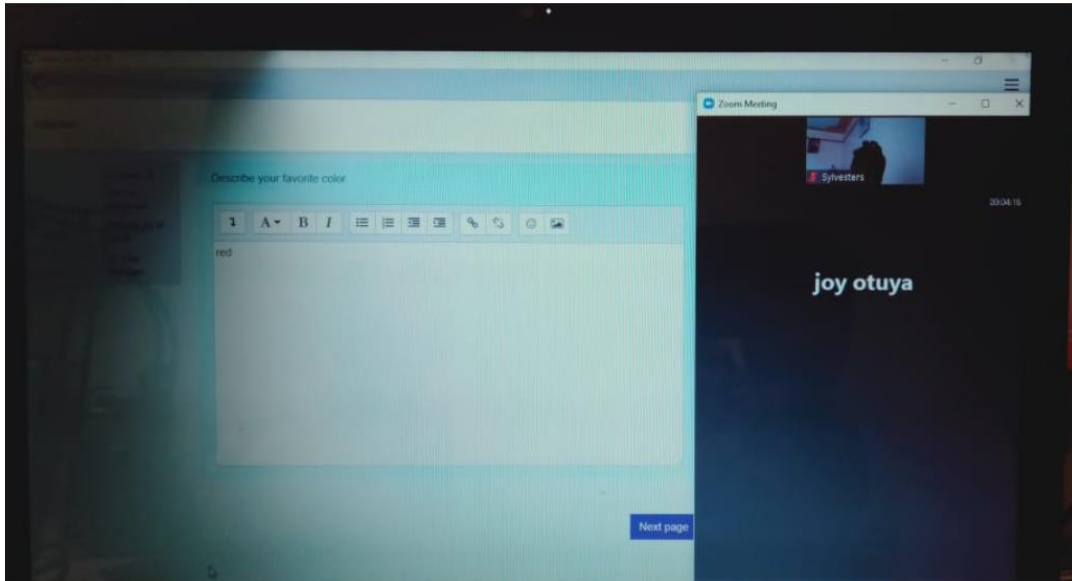 Zoom Meeting
Sylvesters
20:04:16
Describe your favorite color.
A B I
red
joy otuya
Next page